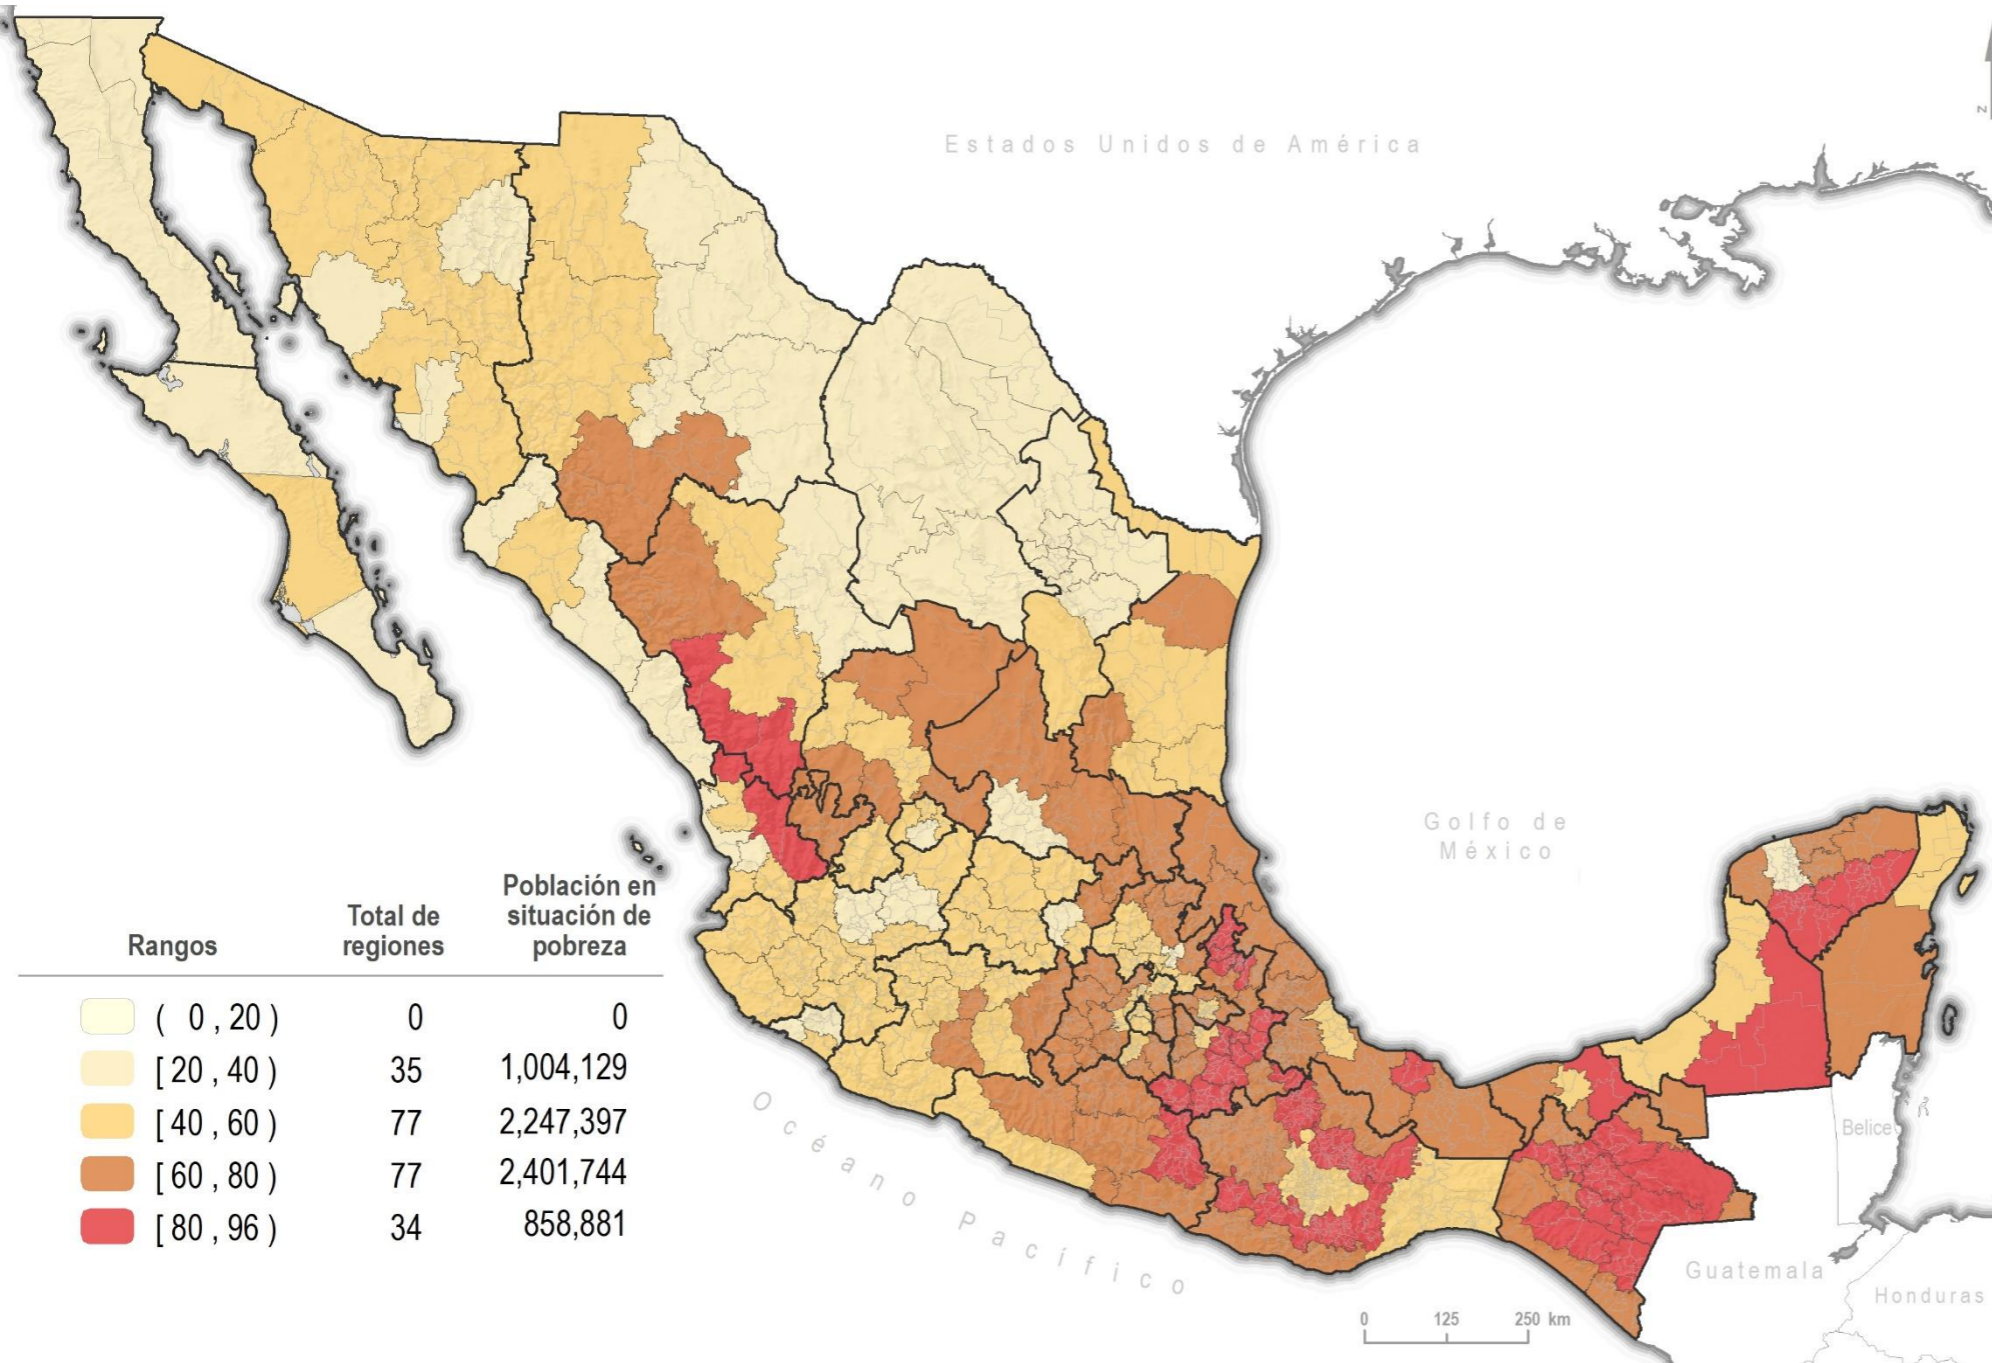 N
Estados Unidos de América
Golfo de
México
Rangos
Total de
regiones
Población en
situación de
pobreza
( 0 , 20 ) 0 0
[ 20 , 40 ) 35 1,004,129
[ 40 , 60 ) 77 2,247,397
[ 60 , 80 ) 77 2,401,744
[ 80 , 96 ) 34 858,881
Océano Pacífico
Belice
Guatemala
Honduras
0 125 250 km